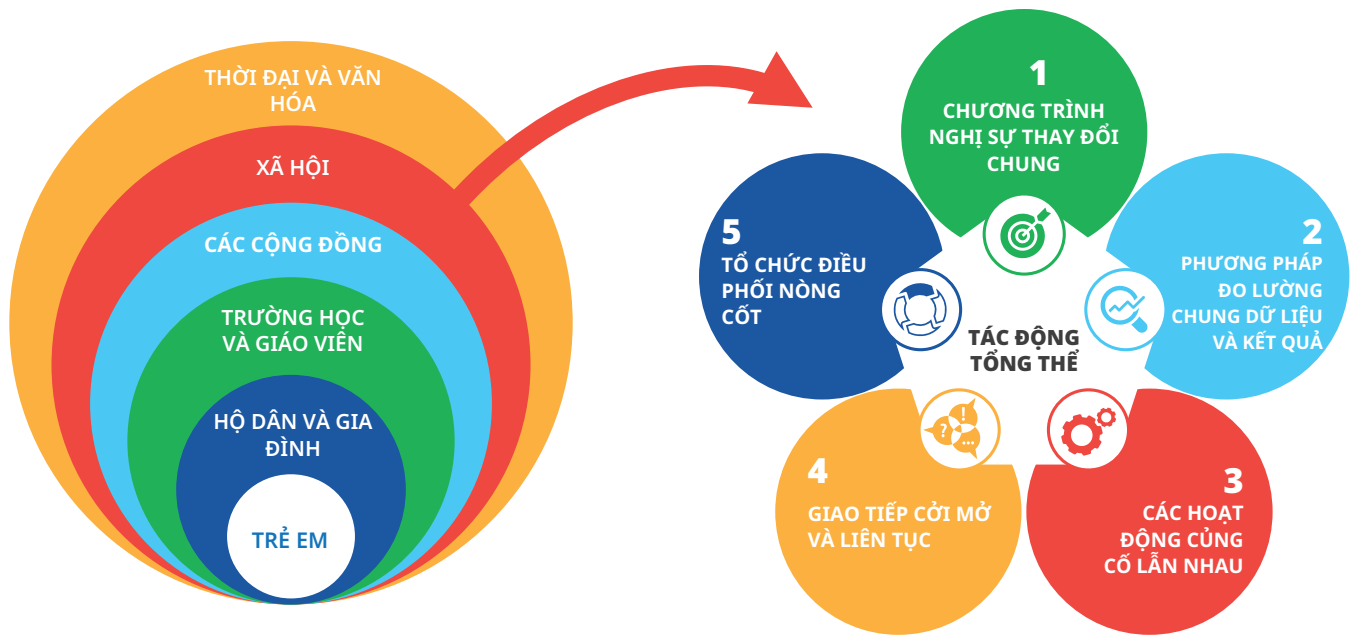 THỜI ĐẠI VÀ VĂN
HÓA
XÃ HỘI
CÁC CỘNG ĐỒNG
TRƯỜNG HỌC
VÀ GIÁO VIÊN
HỘ DÂN VÀ GIA
ĐÌNH
TRẺ EM
1
CHƯƠNG TRÌNH
NGHỊ SỰ THAY ĐỔI
CHUNG
2
PHƯƠNG PHÁP
ĐO LƯỜNG
CHUNG DỮ LIỆU
VÀ KẾT QUẢ
3
CÁC HOẠT
ĐỘNG CỦNG
CỐ LẪN NHAU
4
GIAO TIẾP CỞI MỞ
VÀ LIÊN TỤC
5
TỔ CHỨC ĐIỀU
PHỐI NÒNG
CỐT
TÁC ĐỘNG
TỔNG THỂ
!
?
...